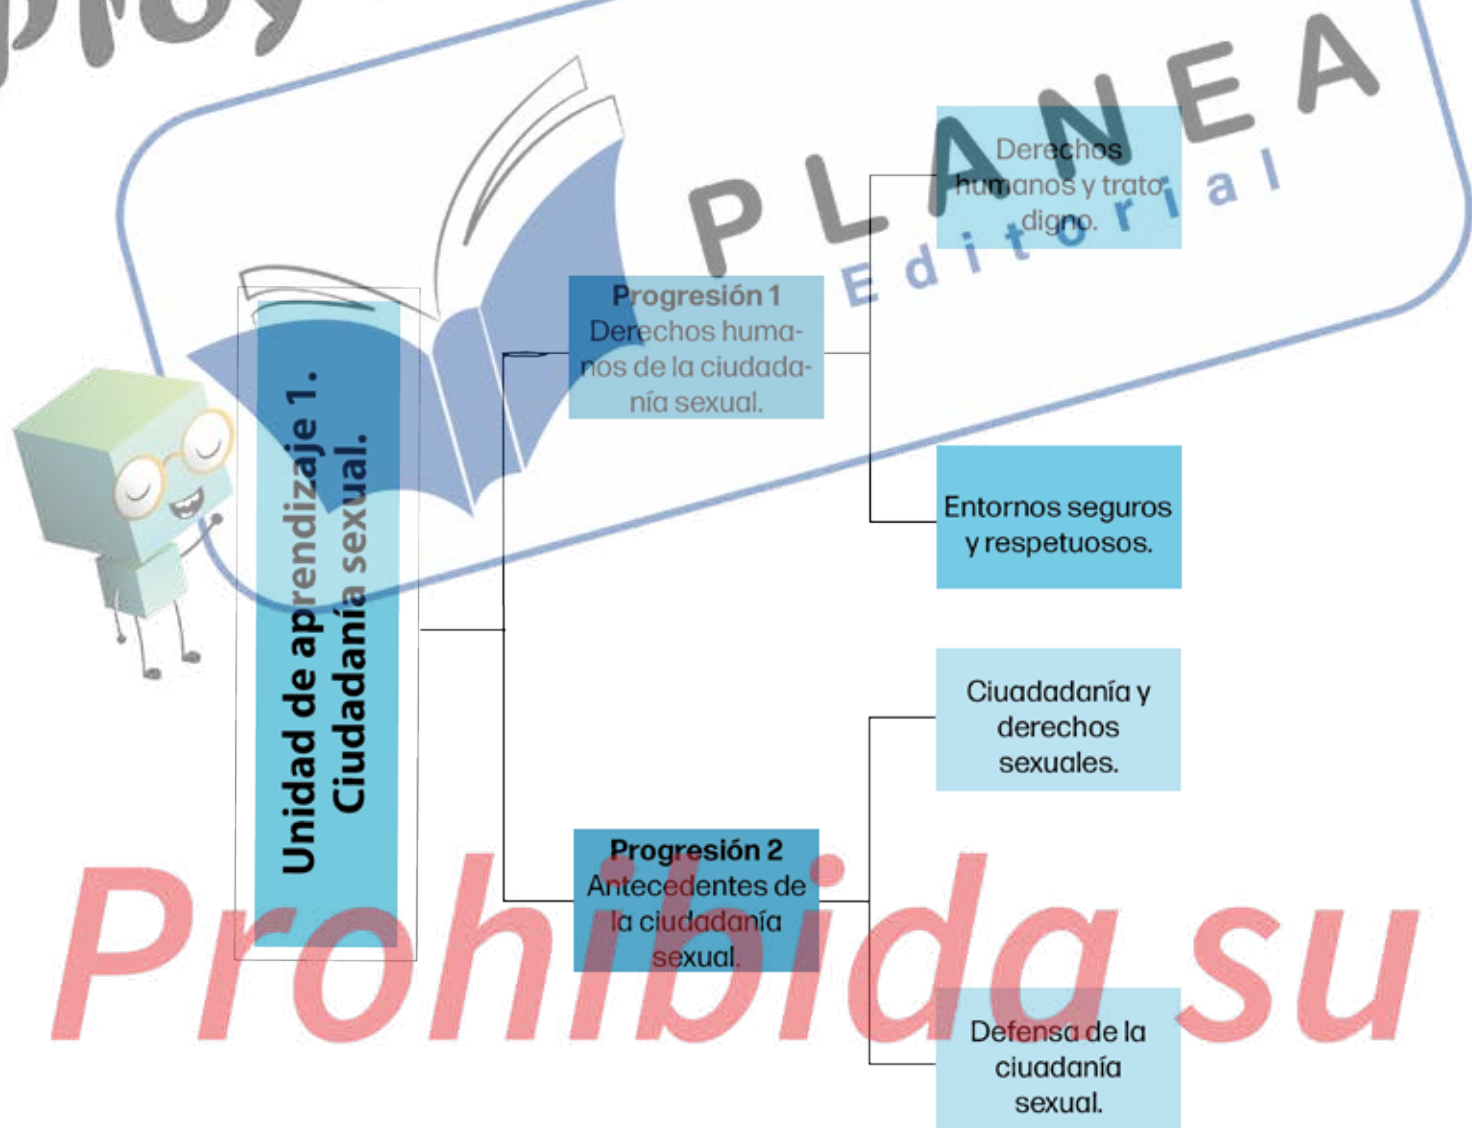 PLANEA
Editorial
Unidad de aprendizaje 1.
Ciudadanía sexual.
Progresión 1
Derechos huma-
nos de la ciudada-
nía sexual.
Derechos
humanos y trato
digno.
Entornos seguros
y respetuosos.
Progresión 2
Antecedentes de
la ciudadanía
sexual.
Ciuadadanía y
derechos
sexuales.
Defensa de la
ciuadanía
sexual.
Prohibida su